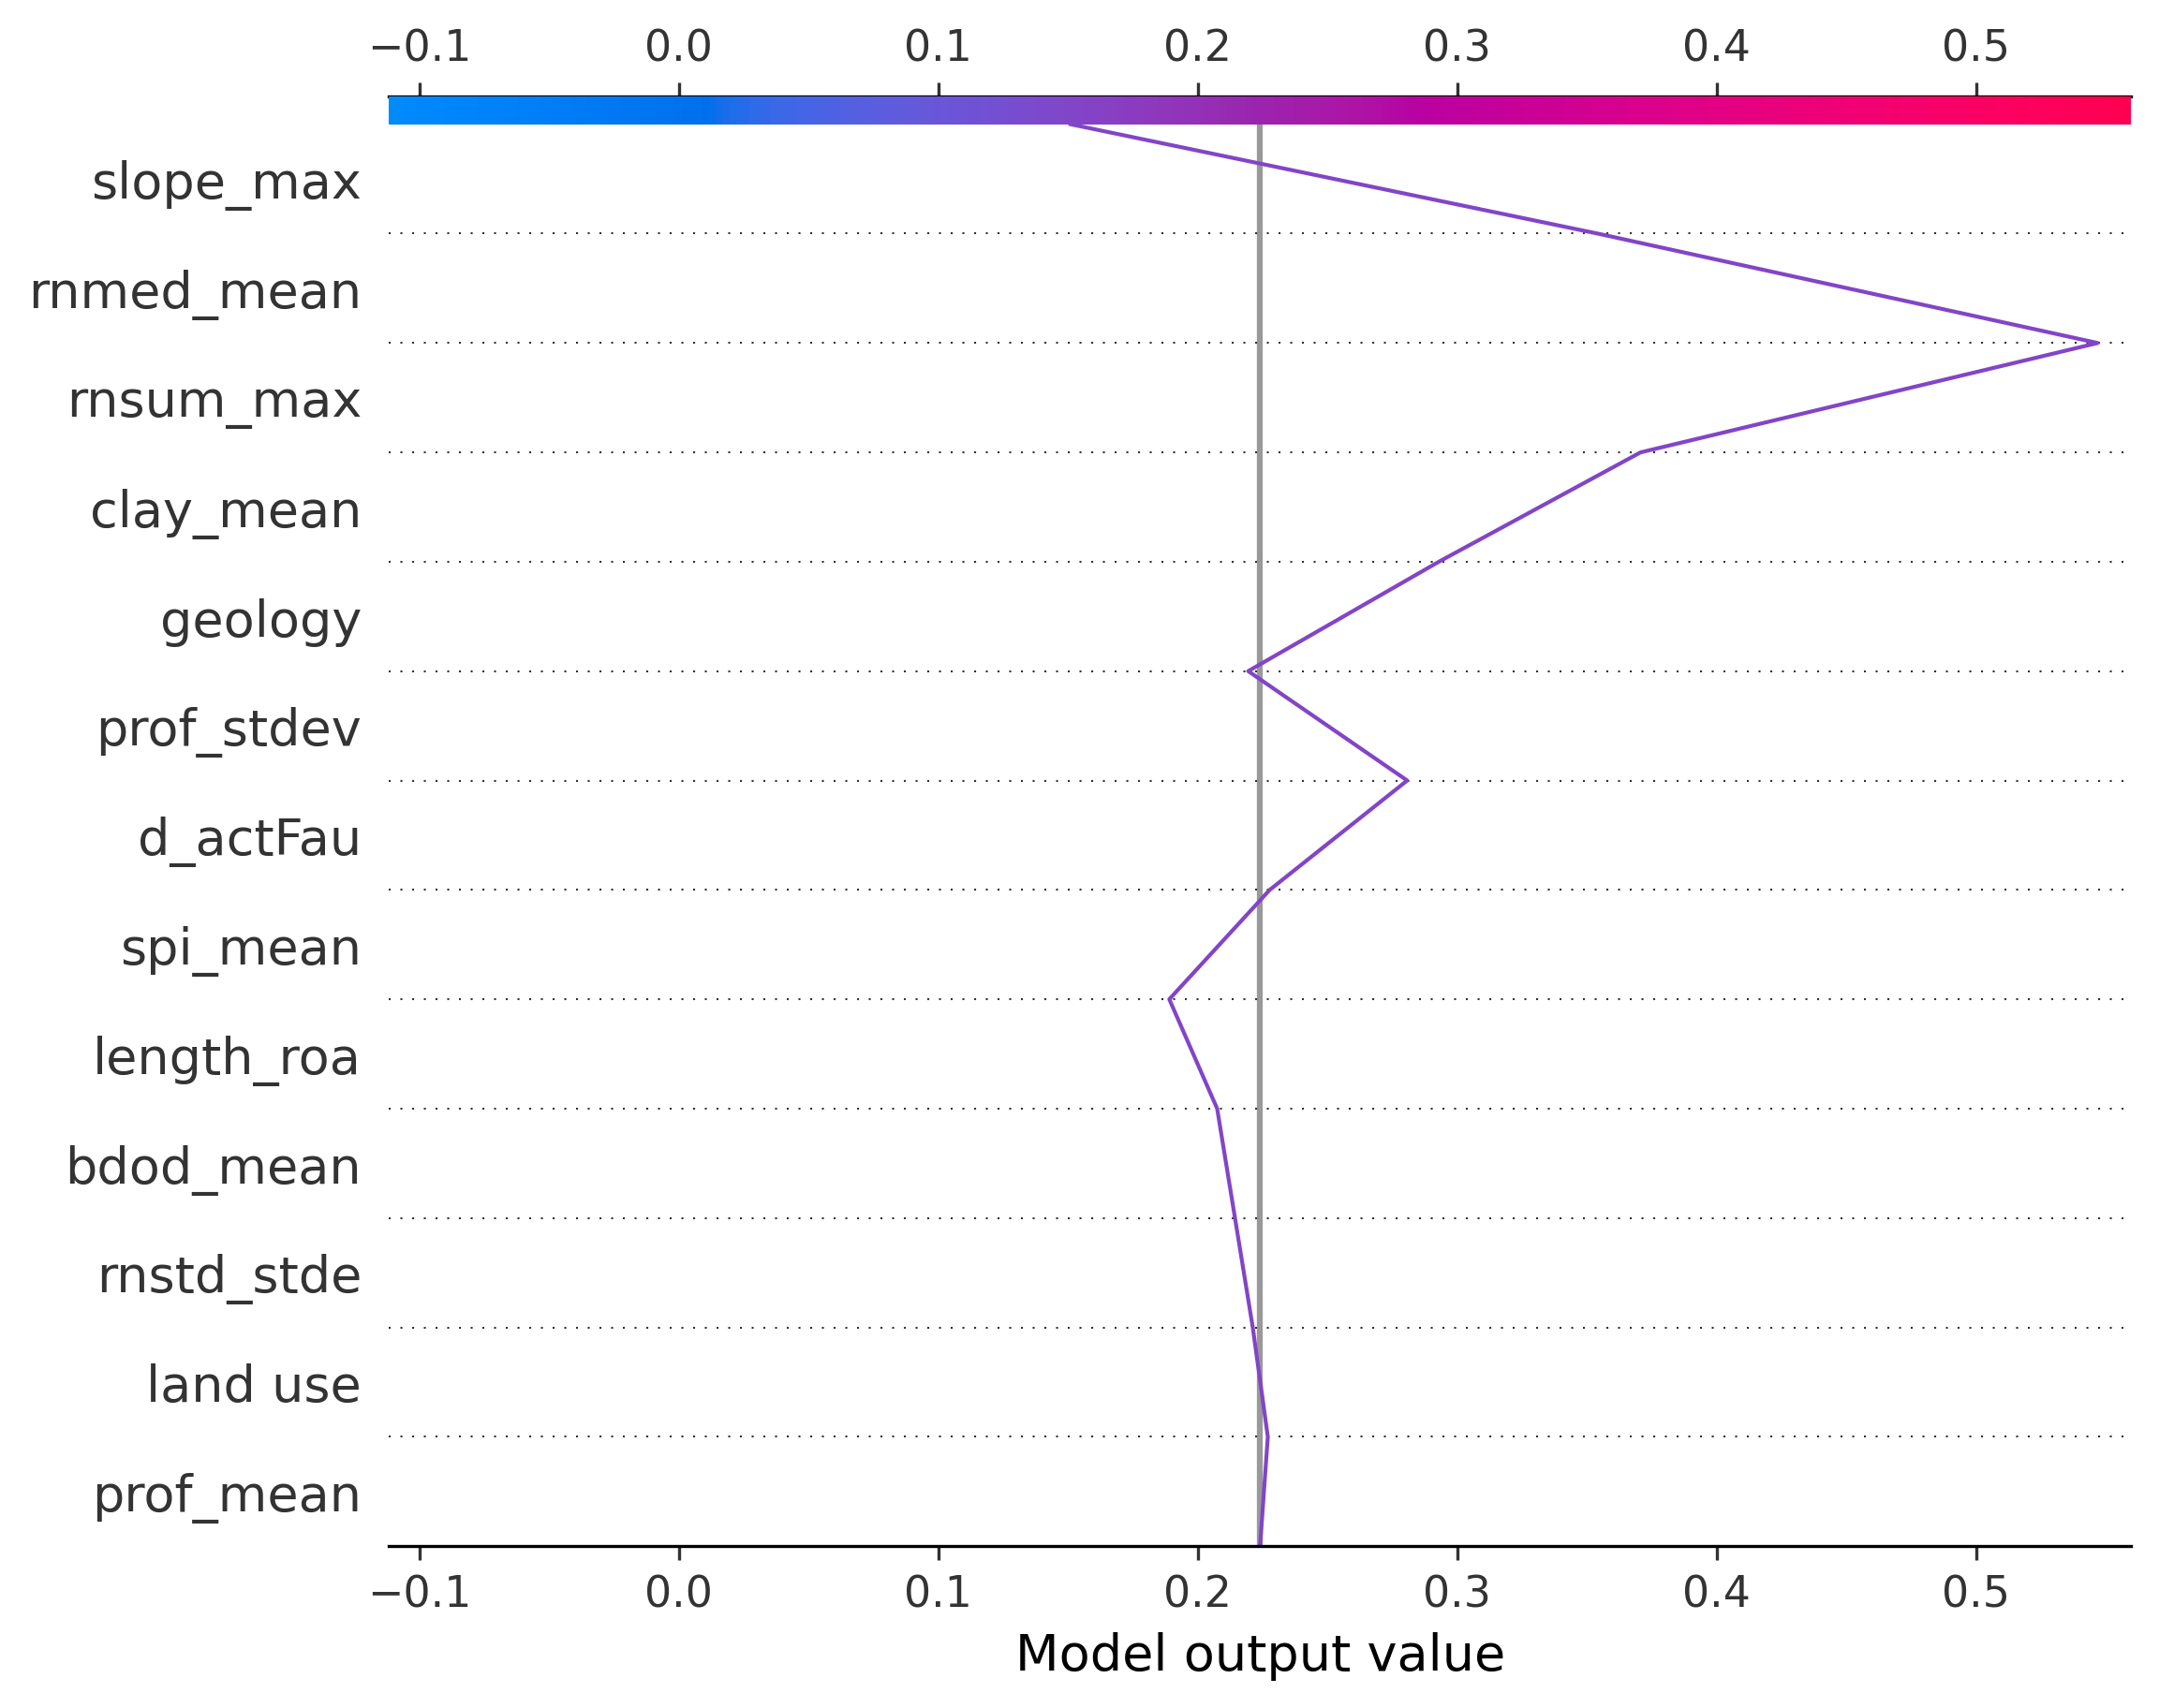 −0.1 0.0 0.1 0.2 0.3 0.4 0.5
slope_max
rnmed_mean
rnsum_max
clay_mean
geology
prof_stdev
d_actFau
spi_mean
length_roa
bdod_mean
rnstd_stde
land use
prof_mean
−0.1 0.0 0.1 0.2 0.3 0.4 0.5
Model output value